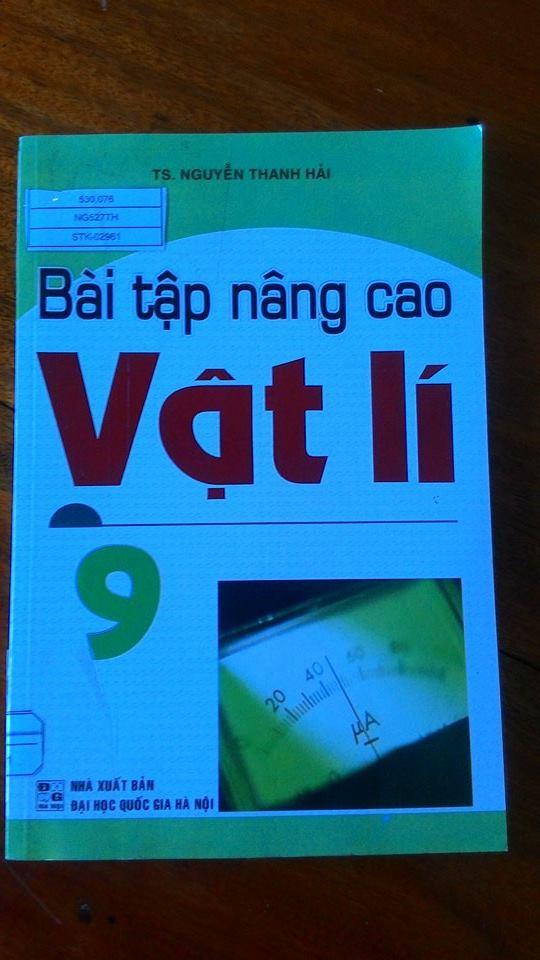 TS. NGUYỄN THANH HẢI
530.076
NG527TH
STK-02961
Bài tập nâng cao
Vật lí
9
20 40 60
µA
NHÀ XUẤT BẢN
ĐẠI HỌC QUỐC GIA HÀ NỘI